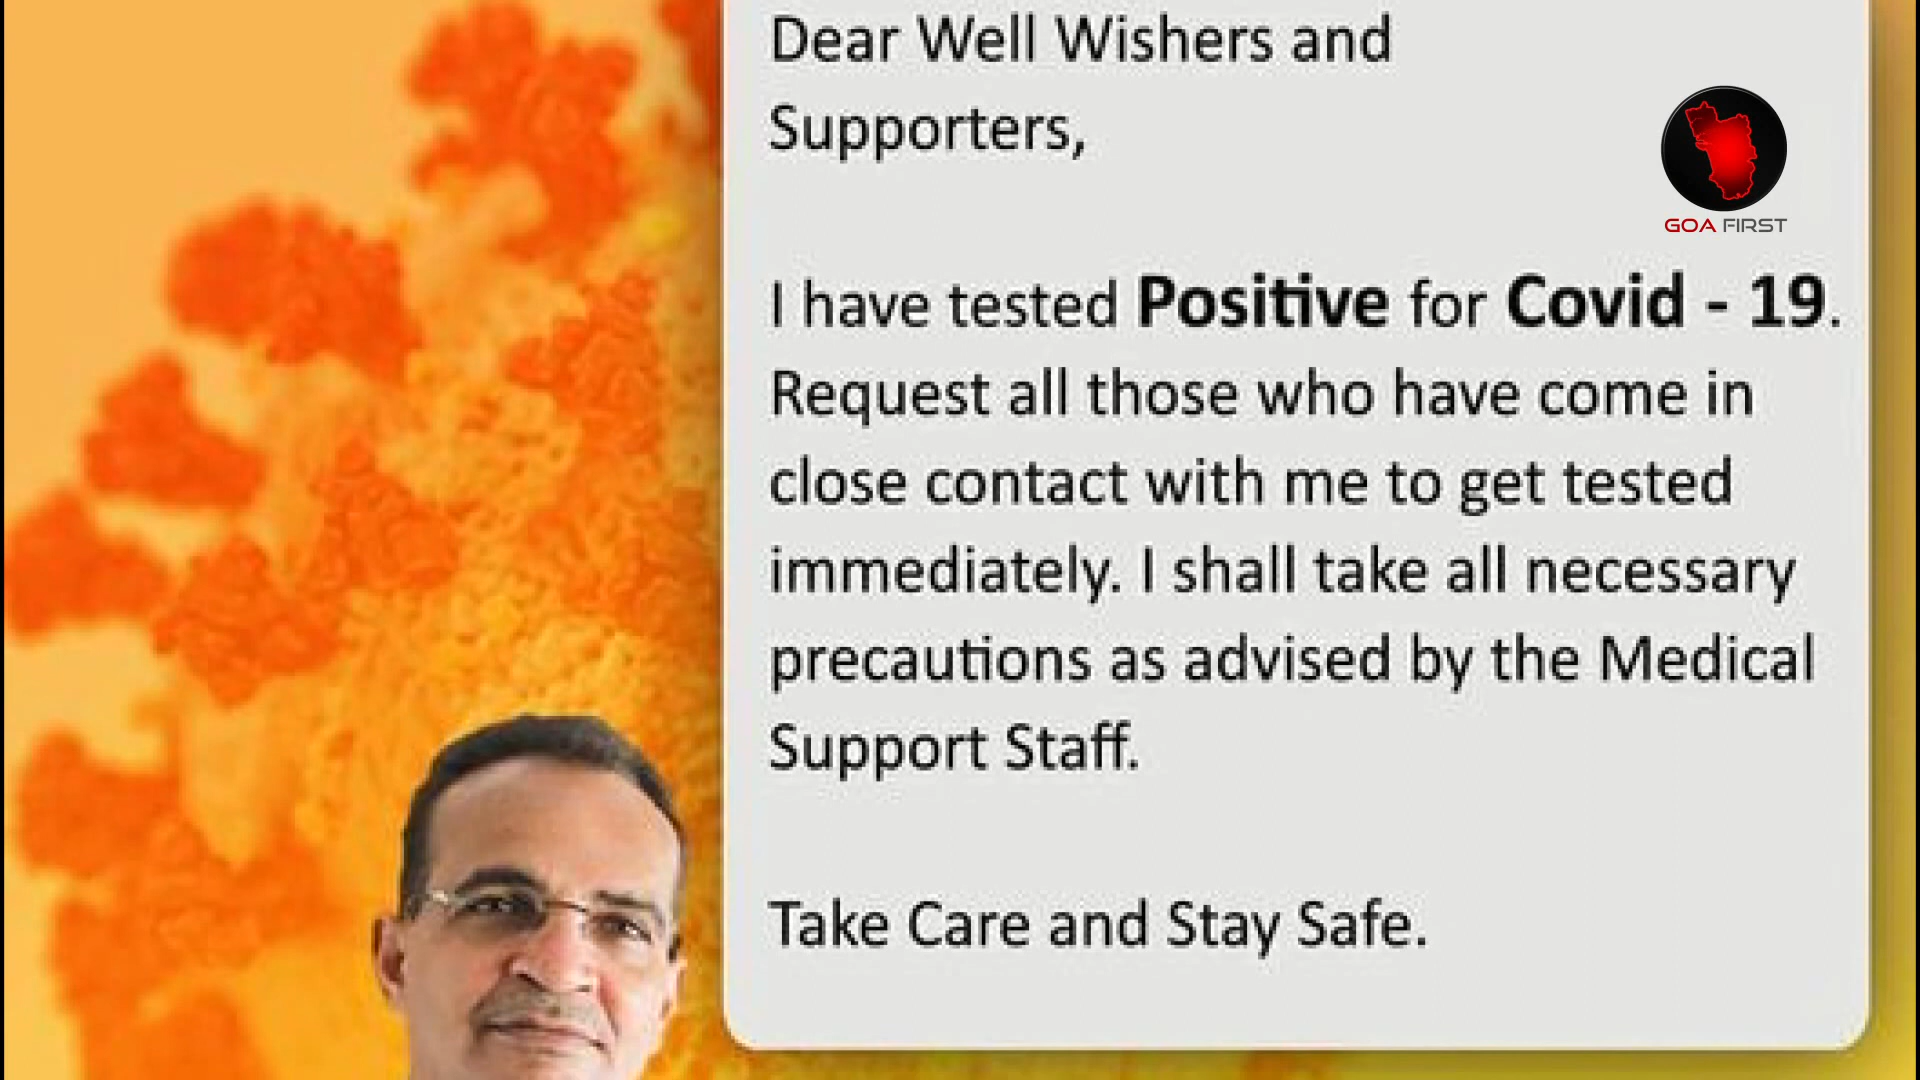 Dear Well Wishers and
Supporters,
GOA FIRST
I have tested Positive for Covid - 19.
Request all those who have come in
close contact with me to get tested
immediately. I shall take all necessary
precautions as advised by the Medical
Support Staff.
Take Care and Stay Safe.